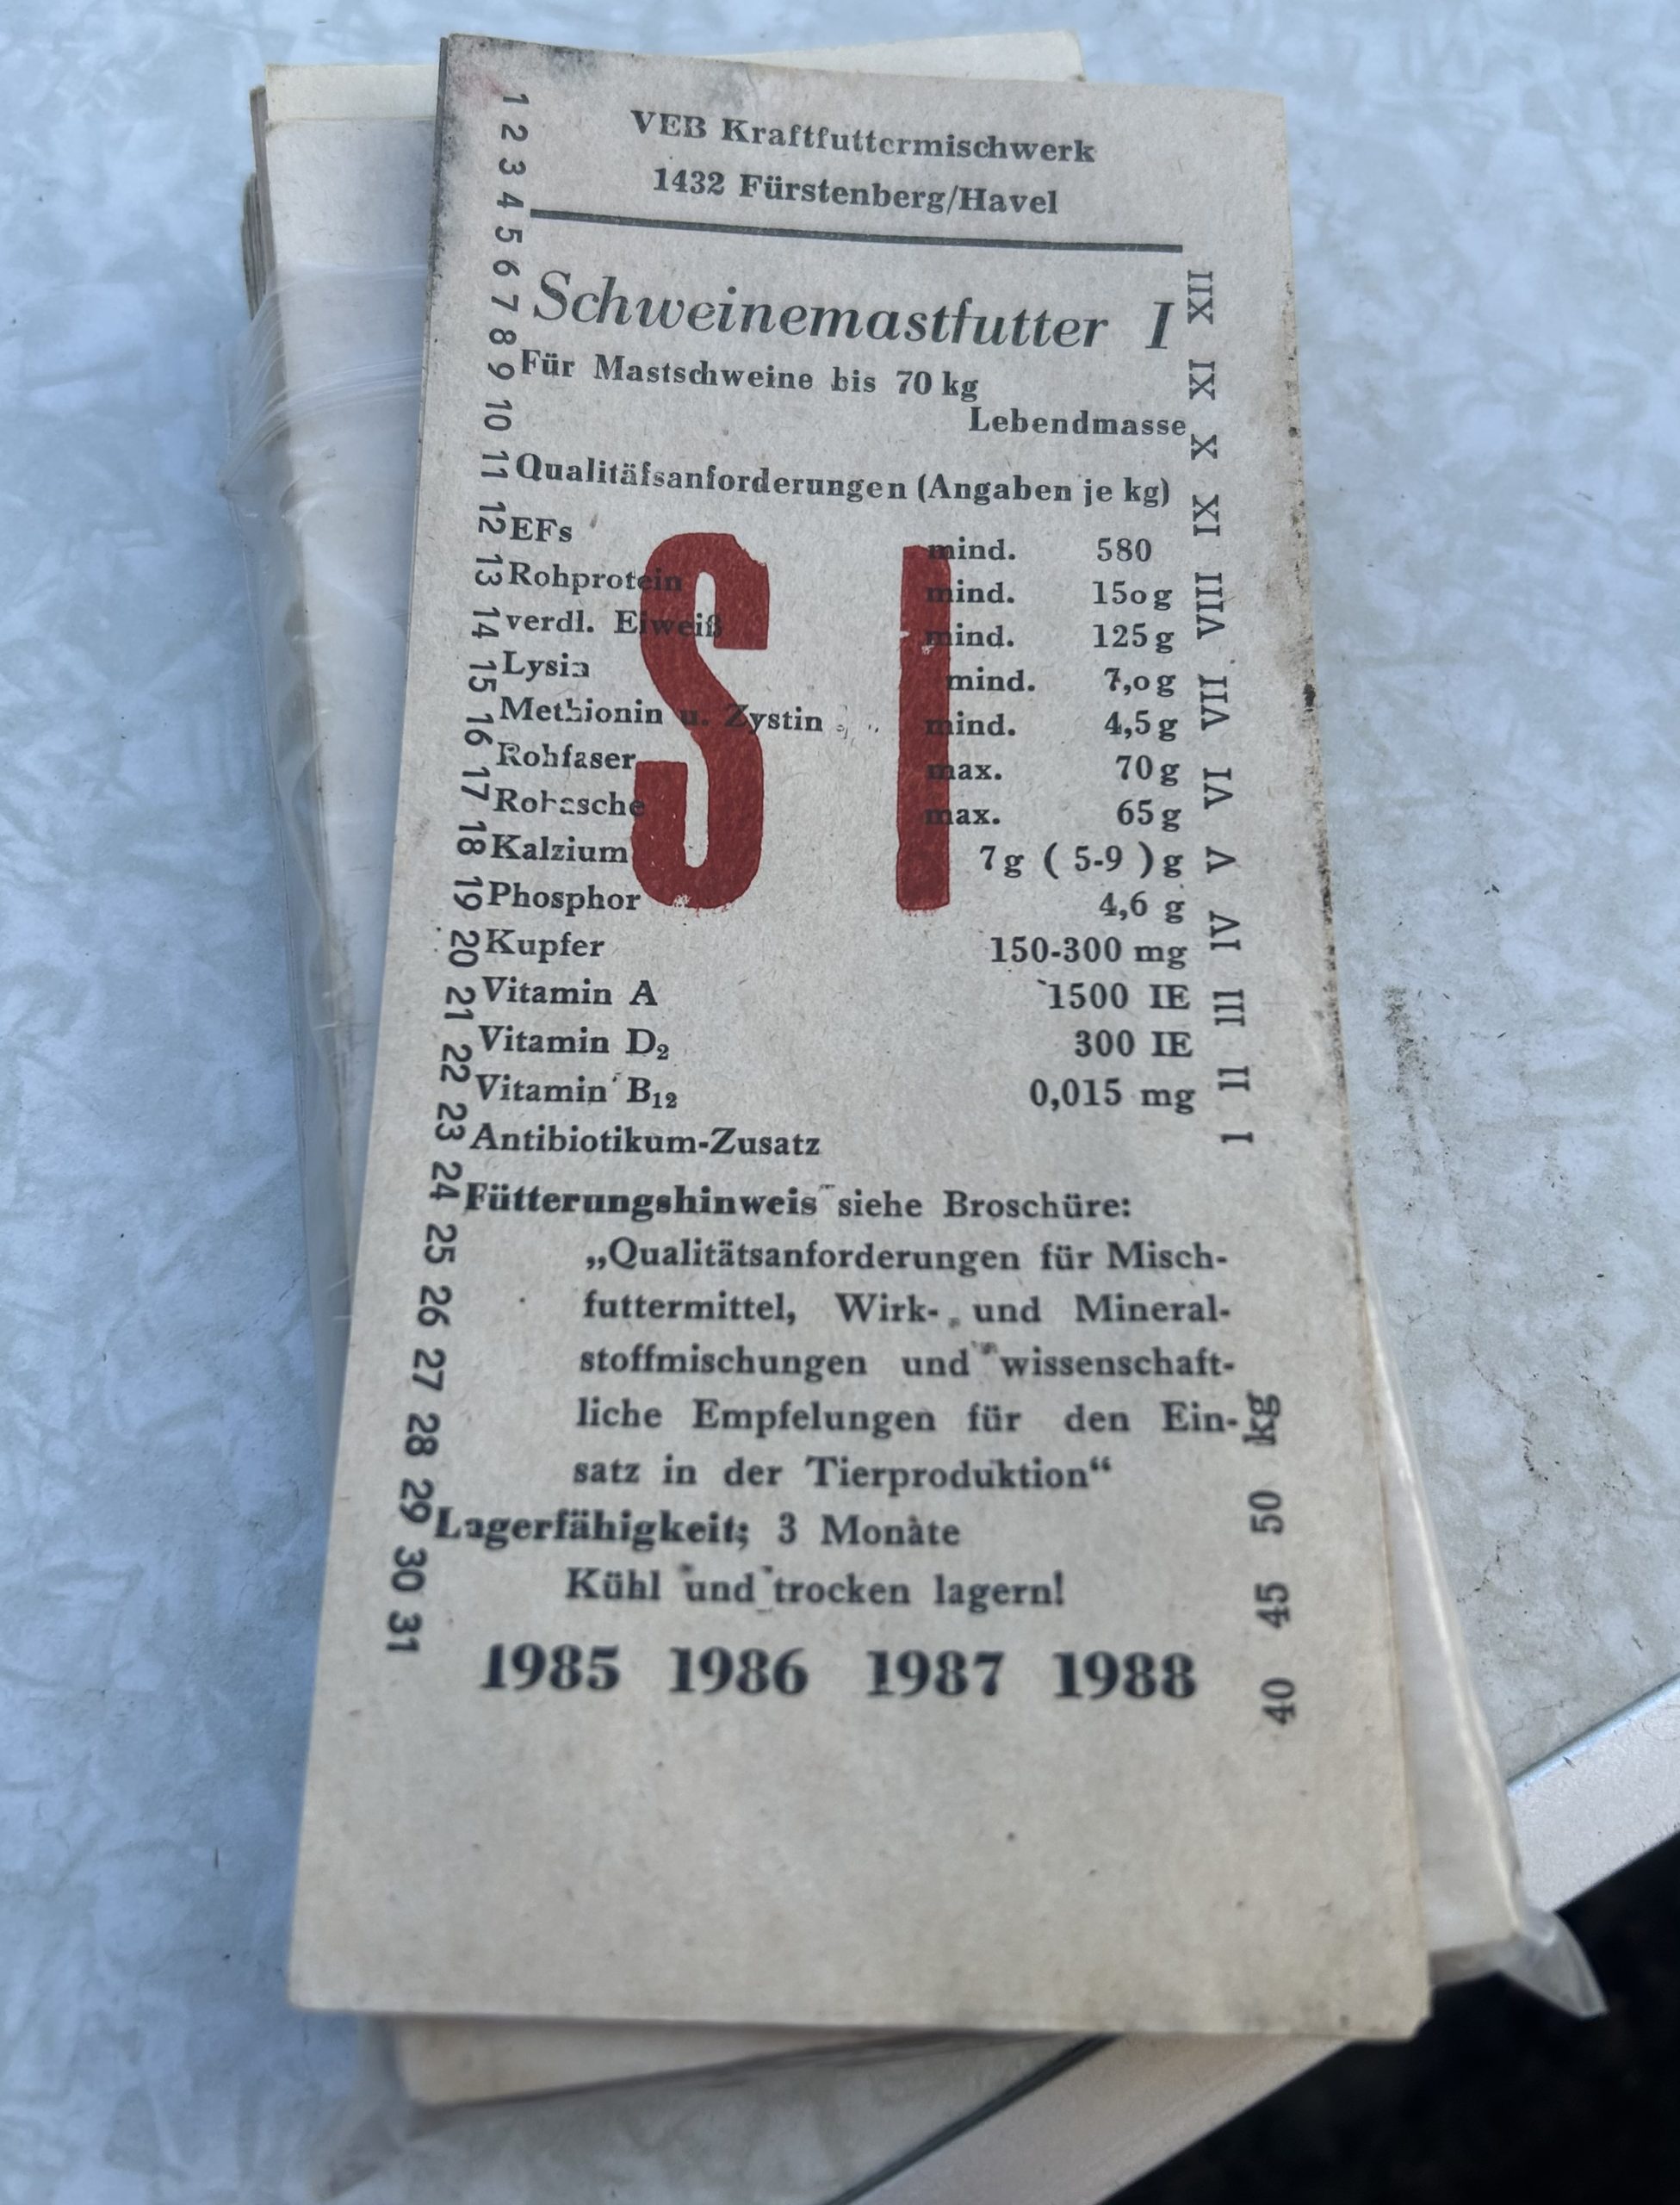 VEB Kraftfuttermischwerk
1432 Fürstenberg/Havel
Schweinemastfutter I
Für Mastschweine bis 70 kg
Lebendmasse
Qualitätsanforderungen (Angaben je kg)
EFs mind. 580
Rohprotein mind. 150 g
verdl. Eiweiß mind. 125 g
Lysin mind. 7,0 g
Methionin u. Zystin mind. 4,5 g
Rohfaser max. 70 g
Rohasche max. 65 g
Kalzium 7 g ( 5-9 ) g
Phosphor 4,6 g
Kupfer 150-300 mg
Vitamin A 1500 IE
Vitamin D₂ 300 IE
Vitamin B₁₂ 0,015 mg
Antibiotikum-Zusatz
S I
Fütterungshinweis siehe Broschüre:
„Qualitätsanforderungen für Misch-
futtermittel, Wirk- und Mineral-
stoffmischungen und wissenschaft-
liche Empfelungen für den Ein-
satz in der Tierproduktion“
Lagerfähigkeit; 3 Monate
Kühl und trocken lagern!
1985 1986 1987 1988
1 2 3 4 5 6 7 8 9 10 11 12 13 14 15 16 17 18 19 20 21 22 23 24 25 26 27 28 29 30 31
40 45 50 kg
I II III IV V VI VII VIII IX X XI XII